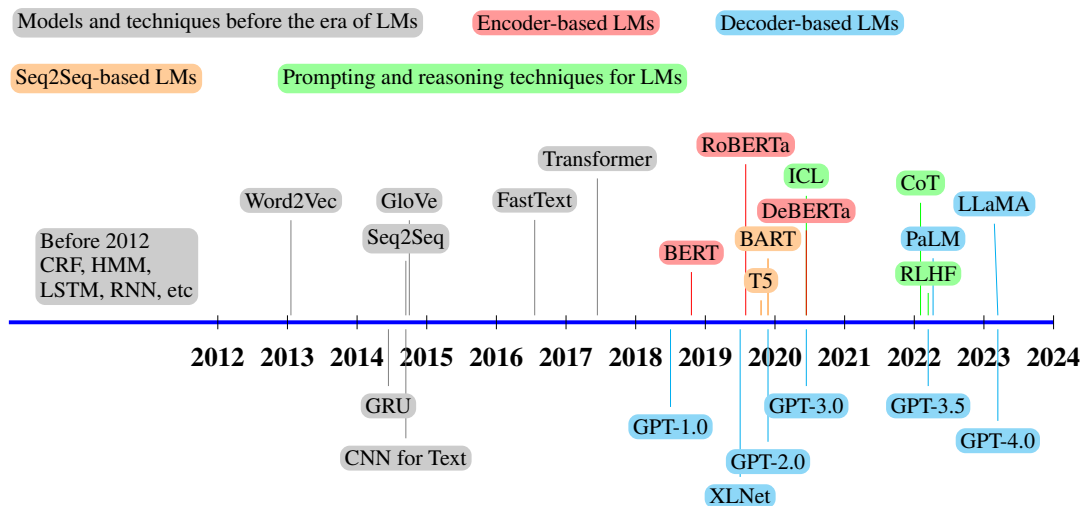 Models and techniques before the era of LMs
Encoder-based LMs
Decoder-based LMs
Seq2Seq-based LMs
Prompting and reasoning techniques for LMs
RoBERTa
Transformer
ICL
CoT
Word2Vec
GloVe
FastText
LLaMA
DeBERTa
Seq2Seq
BART
PaLM
Before 2012
CRF, HMM,
LSTM, RNN, etc
BERT
T5
RLHF
2012 2013 2014 2015 2016 2017 2018 2019 2020 2021 2022 2023 2024
GRU
GPT-3.0
GPT-3.5
GPT-1.0
GPT-4.0
CNN for Text
GPT-2.0
XLNet